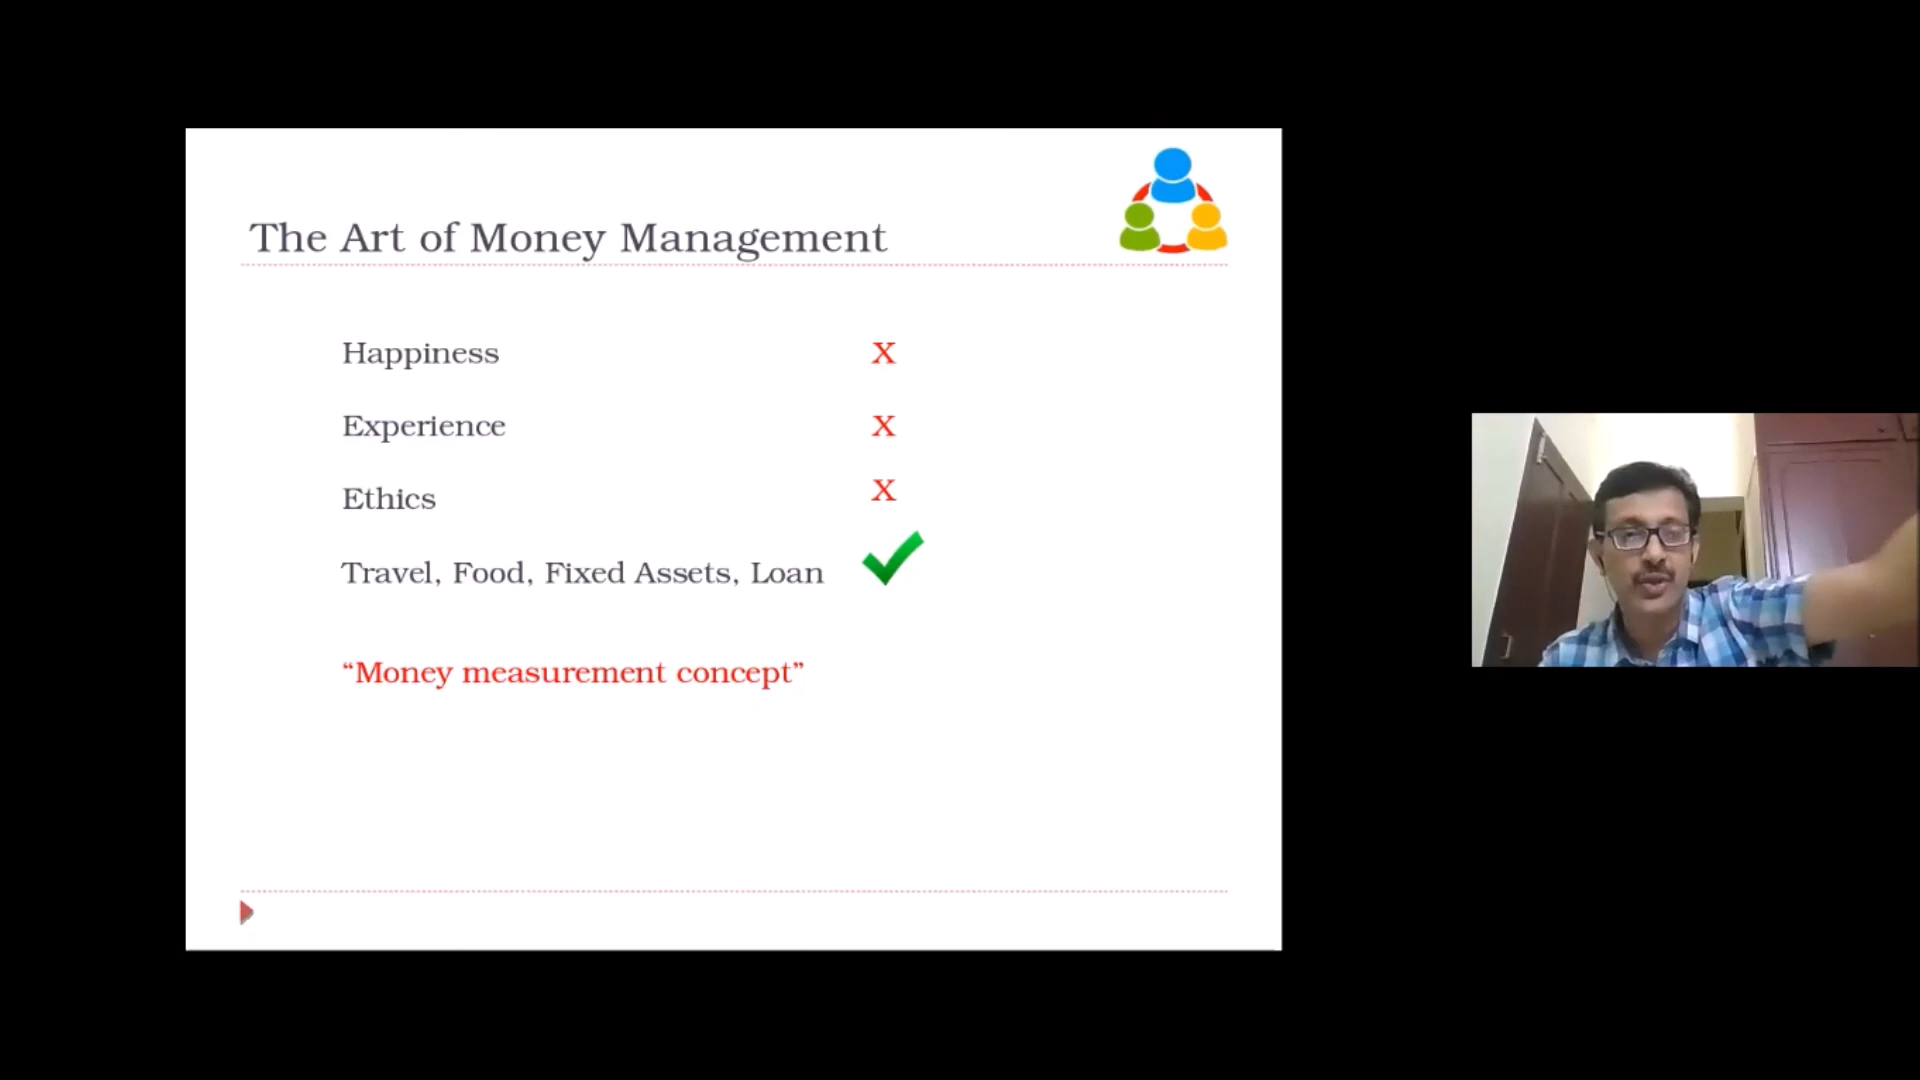 The Art of Money Management
Happiness X
Experience X
Ethics X
Travel, Food, Fixed Assets, Loan
“Money measurement concept”